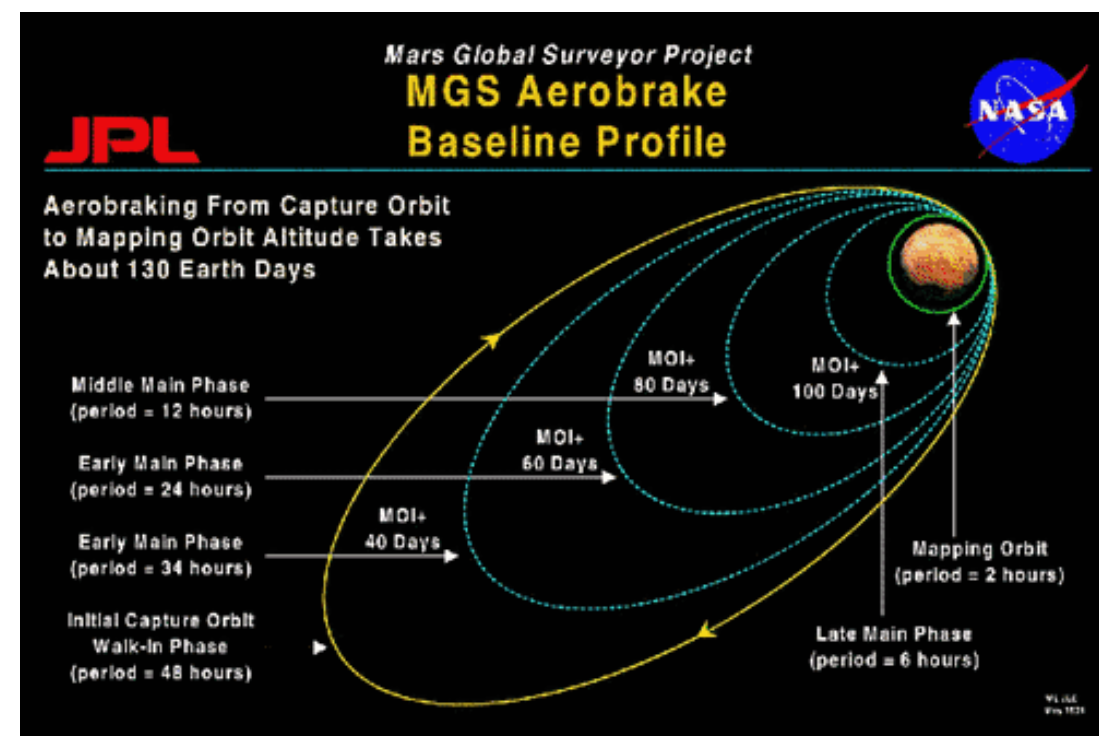 Mars Global Surveyor Project
MGS Aerobrake
Baseline Profile
JPL
NASA
Aerobraking From Capture Orbit
to Mapping Orbit Altitude Takes
About 130 Earth Days
Middle Main Phase
(period = 12 hours)
MOI+
80 Days
MOI+
100 Days
Early Main Phase
(period = 24 hours)
MOI+
60 Days
Early Main Phase
(period = 34 hours)
MOI+
40 Days
Initial Capture Orbit
Walk-In Phase
(period = 48 hours)
Mapping Orbit
(period = 2 hours)
Late Main Phase
(period = 6 hours)